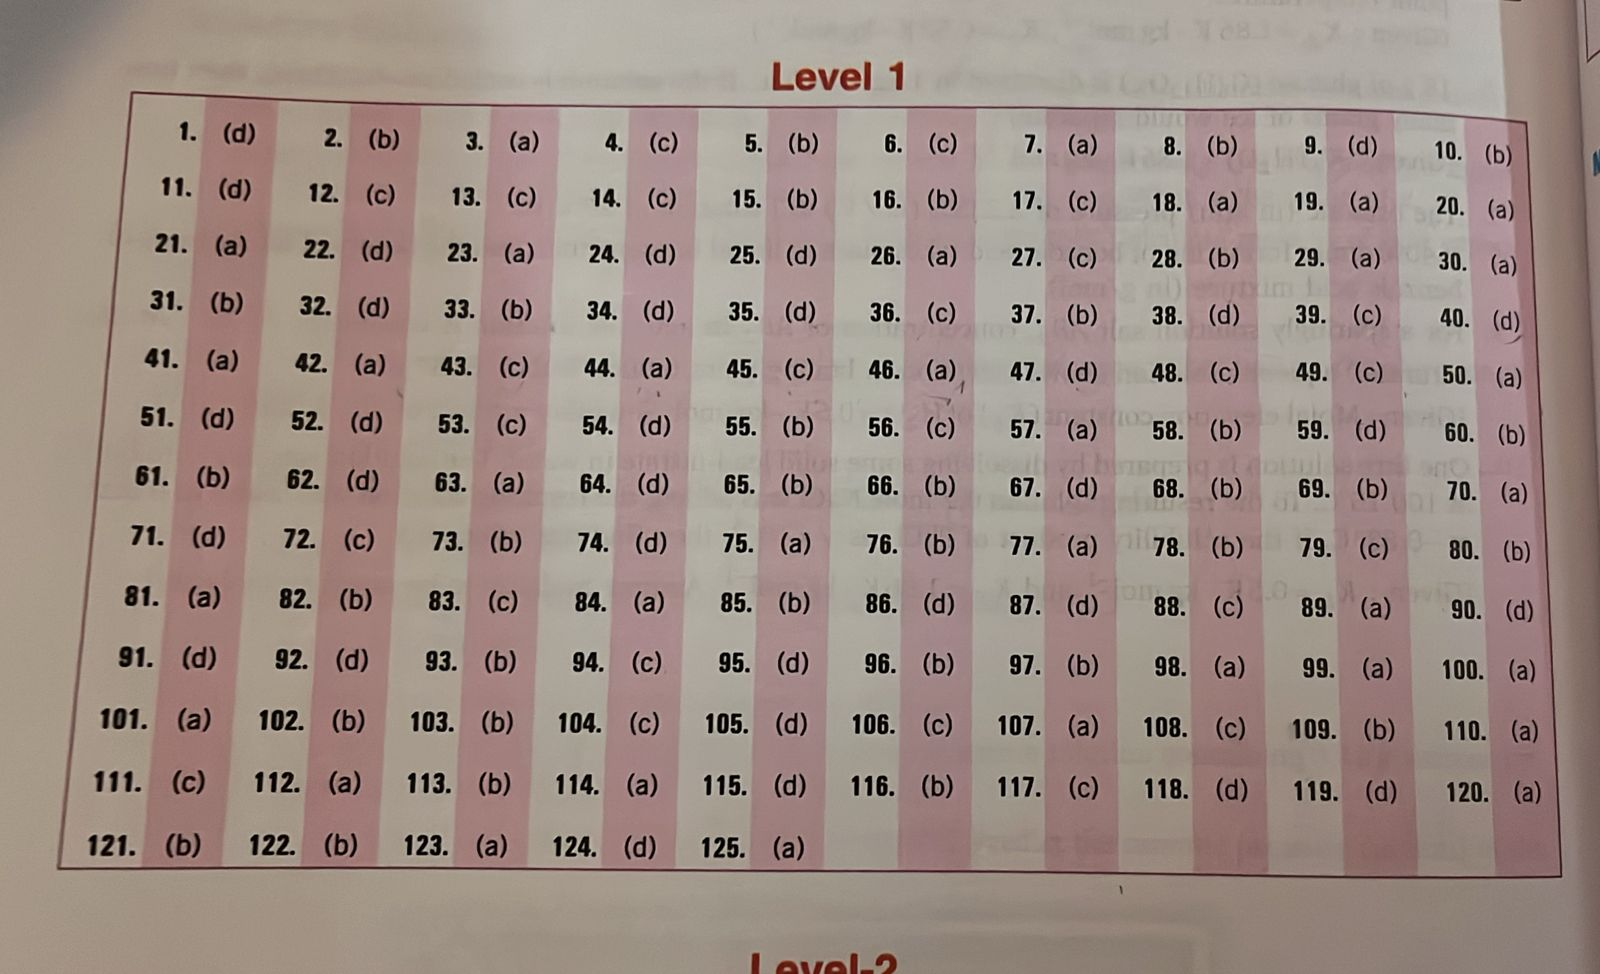 Level 1
1. (d) 2. (b) 3. (a) 4. (c) 5. (b) 6. (c) 7. (a) 8. (b) 9. (d) 10. (b)
11. (d) 12. (c) 13. (c) 14. (c) 15. (b) 16. (b) 17. (c) 18. (a) 19. (a) 20. (a)
21. (a) 22. (d) 23. (a) 24. (d) 25. (d) 26. (a) 27. (c) 28. (b) 29. (a) 30. (a)
31. (b) 32. (d) 33. (b) 34. (d) 35. (d) 36. (c) 37. (b) 38. (d) 39. (c) 40. (d)
41. (a) 42. (a) 43. (c) 44. (a) 45. (c) 46. (a) 47. (d) 48. (c) 49. (c) 50. (a)
51. (d) 52. (d) 53. (c) 54. (d) 55. (b) 56. (c) 57. (a) 58. (b) 59. (d) 60. (b)
61. (b) 62. (d) 63. (a) 64. (d) 65. (b) 66. (b) 67. (d) 68. (b) 69. (b) 70. (a)
71. (d) 72. (c) 73. (b) 74. (d) 75. (a) 76. (b) 77. (a) 78. (b) 79. (c) 80. (b)
81. (a) 82. (b) 83. (c) 84. (a) 85. (b) 86. (d) 87. (d) 88. (c) 89. (a) 90. (d)
91. (d) 92. (d) 93. (b) 94. (c) 95. (d) 96. (b) 97. (b) 98. (a) 99. (a) 100. (a)
101. (a) 102. (b) 103. (b) 104. (c) 105. (d) 106. (c) 107. (a) 108. (c) 109. (b) 110. (a)
111. (c) 112. (a) 113. (b) 114. (a) 115. (d) 116. (b) 117. (c) 118. (d) 119. (d) 120. (a)
121. (b) 122. (b) 123. (a) 124. (d) 125. (a)
Level-2